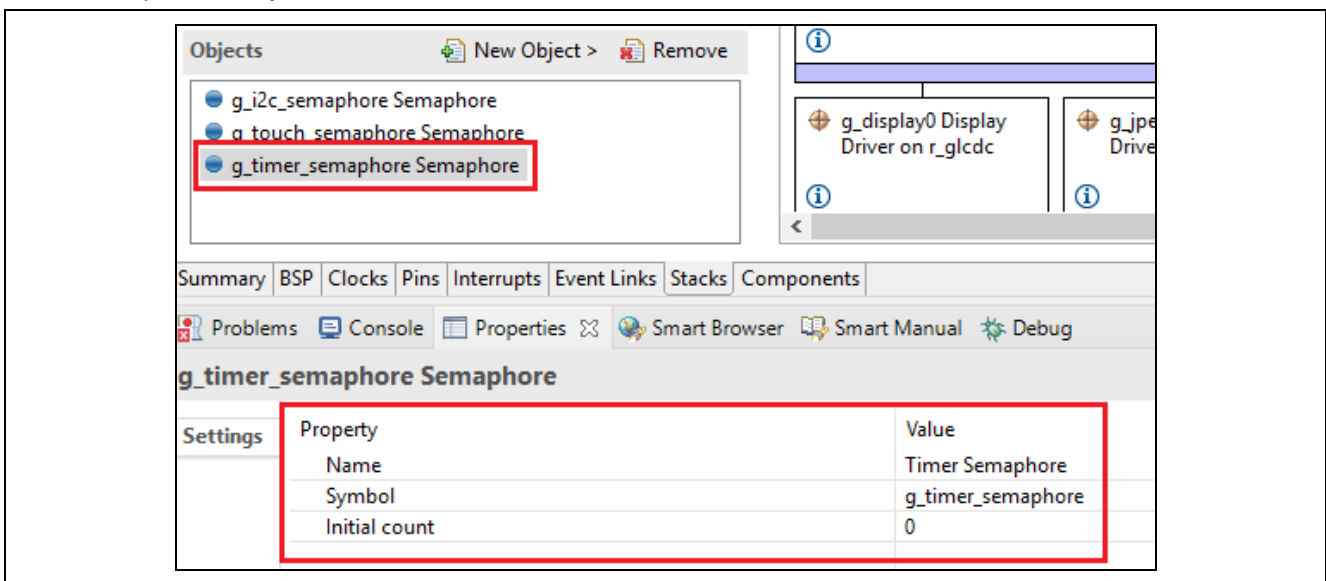 Objects New Object > Remove
g_i2c_semaphore Semaphore
g_touch_semaphore Semaphore
g_timer_semaphore Semaphore
g_display0 Display
Driver on r_glcdc
g_jpe
Drive
Summary BSP Clocks Pins Interrupts Event Links Stacks Components
Problems Console Properties Smart Browser Smart Manual Debug
g_timer_semaphore Semaphore
Settings Property Value
Name Timer Semaphore
Symbol g_timer_semaphore
Initial count 0